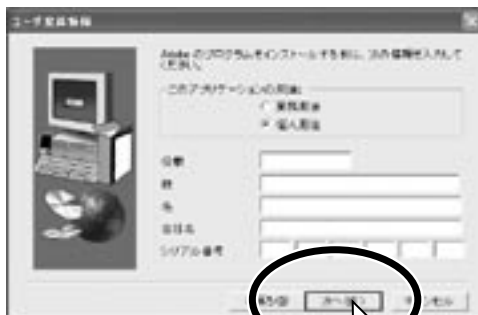 ユーザ登録情報
Adobe のプログラムをインストールする前に、次の情報を入力して
ください。
このアプリケーションの用途:
業務用途
個人用途
位置
姓
名
会社名
シリアル番号
次へ(N)
キャンセル